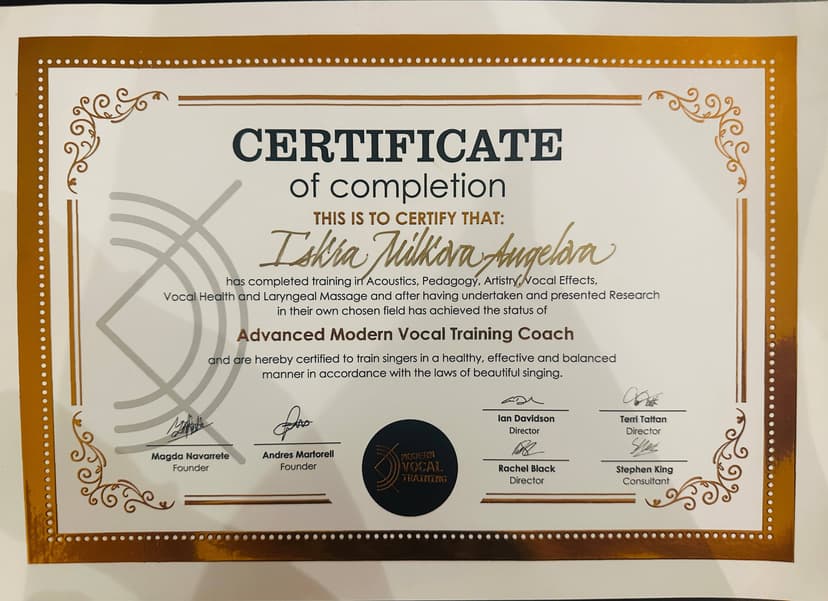 CERTIFICATE
of completion
THIS IS TO CERTIFY THAT:
Iskra Milkova Angelova
has completed training in Acoustics, Pedagogy, Artistry, Vocal Effects,
Vocal Health and Laryngeal Massage and after having undertaken and presented Research
in their own chosen field has achieved the status of
Advanced Modern Vocal Training Coach
and are hereby certified to train singers in a healthy, effective and balanced
manner in accordance with the laws of beautiful singing.
Magda Navarrete
Founder
Andres Martorell
Founder
MODERN
VOCAL
TRAINING
Ian Davidson
Director
Terri Tattan
Director
Rachel Black
Director
Stephen King
Consultant